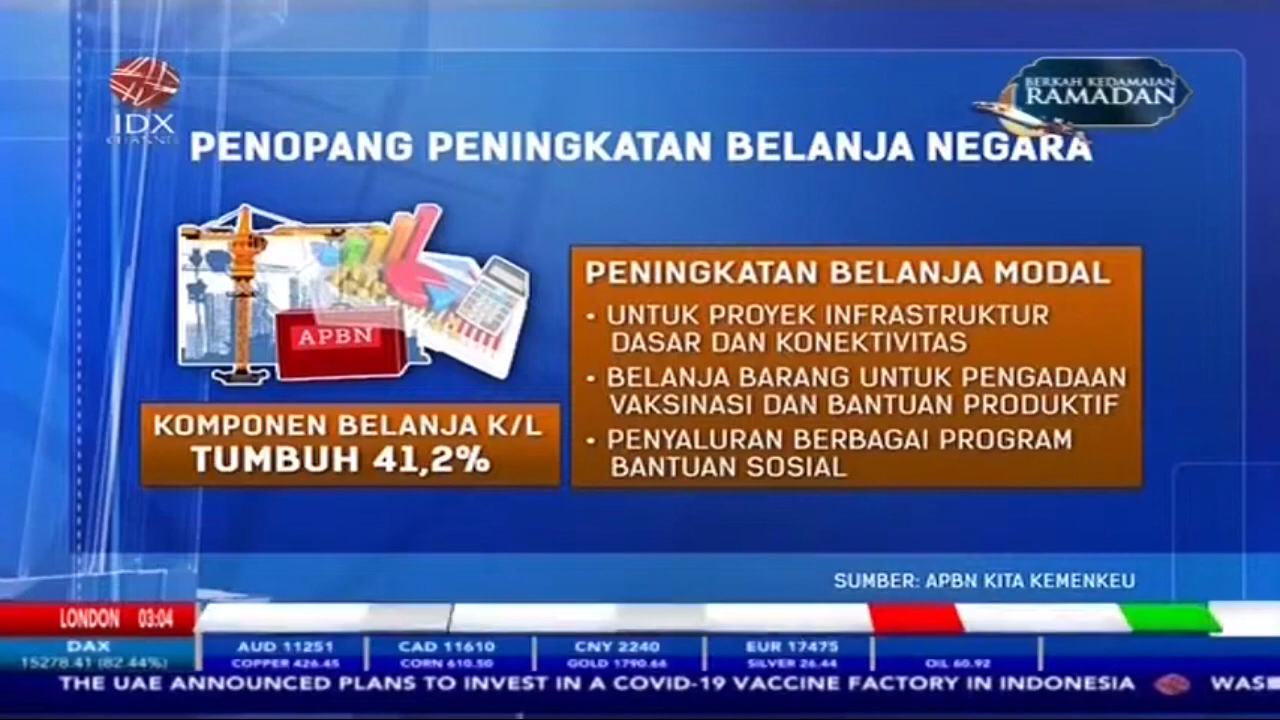 IDX
CHANNEL
BERKAH KEDAMAIAN
RAMADAN
PENOPANG PENINGKATAN BELANJA NEGARA
APBN
KOMPONEN BELANJA K/L
TUMBUH 41,2%
PENINGKATAN BELANJA MODAL
• UNTUK PROYEK INFRASTRUKTUR
DASAR DAN KONEKTIVITAS
• BELANJA BARANG UNTUK PENGADAAN
VAKSINASI DAN BANTUAN PRODUKTIF
• PENYALURAN BERBAGAI PROGRAM
BANTUAN SOSIAL
SUMBER: APBN KITA KEMENKEU
LONDON 03:04
DAX
15278.41 (82.44%)
AUD 11251
COPPER 426.45
CAD 11610
CORN 610.50
CNY 2240
GOLD 1790.66
EUR 17475
SILVER 26.44
OIL 60.92
THE UAE ANNOUNCED PLANS TO INVEST IN A COVID-19 VACCINE FACTORY IN INDONESIA